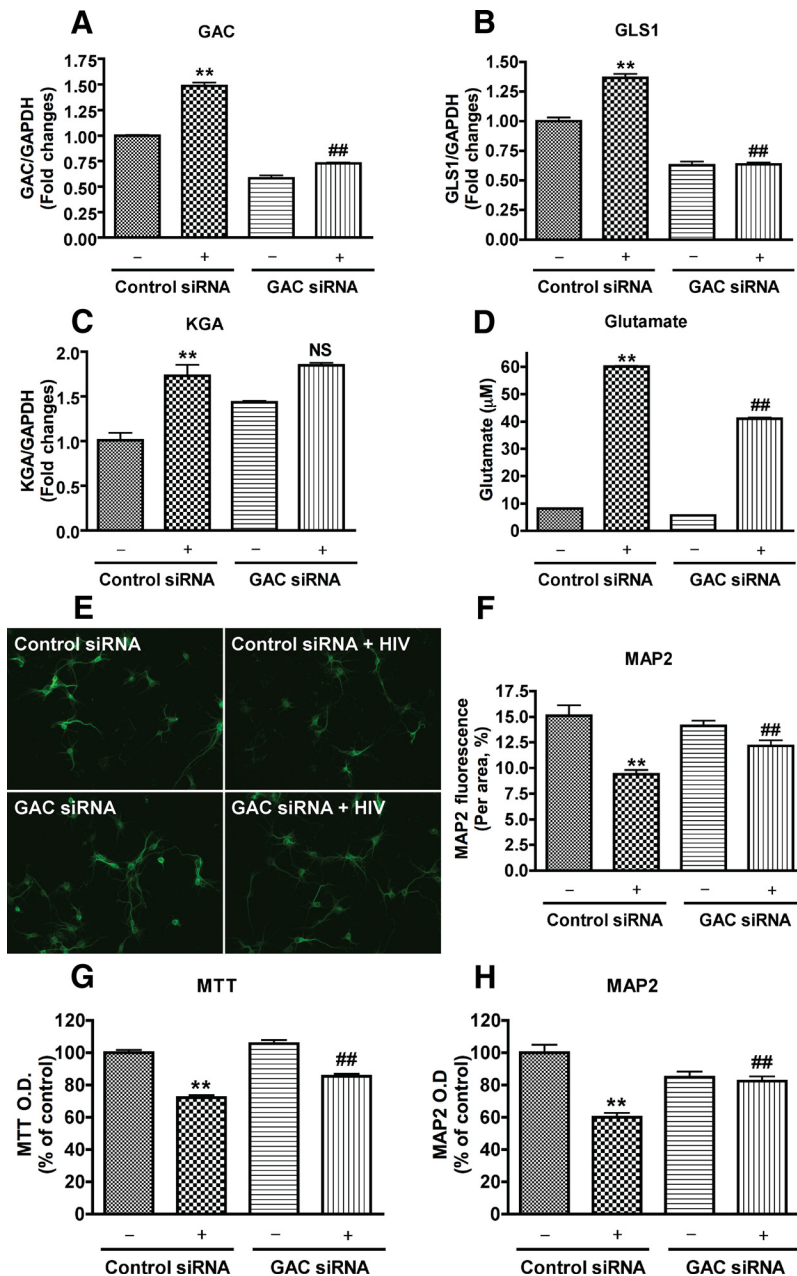 A
GAC
GAC/GAPDH
(Fold changes)
1.75
1.50
1.25
1.00
0.75
0.50
0.25
0.00
**
##
– + – +
Control siRNA GAC siRNA
B
GLS1
GLS1/GAPDH
(Fold changes)
1.50
1.25
1.00
0.75
0.50
0.25
0.00
**
##
– + – +
Control siRNA GAC siRNA
C
KGA
KGA/GAPDH
(Fold changes)
2.0
1.5
1.0
0.5
0.0
**
NS
– + – +
Control siRNA GAC siRNA
D
Glutamate
Glutamate (μM)
60
50
40
30
20
10
0
**
##
– + – +
Control siRNA GAC siRNA
E
Control siRNA
Control siRNA + HIV
GAC siRNA
GAC siRNA + HIV
F
MAP2
MAP2 fluorescence
(Per area, %)
17.5
15.0
12.5
10.0
7.5
5.0
2.5
0.0
**
##
– + – +
Control siRNA GAC siRNA
G
MTT
MTT O.D.
(% of control)
120
100
80
60
40
20
0
**
##
– + – +
Control siRNA GAC siRNA
H
MAP2
MAP2 O.D
(% of control)
120
100
80
60
40
20
0
**
##
– + – +
Control siRNA GAC siRNA